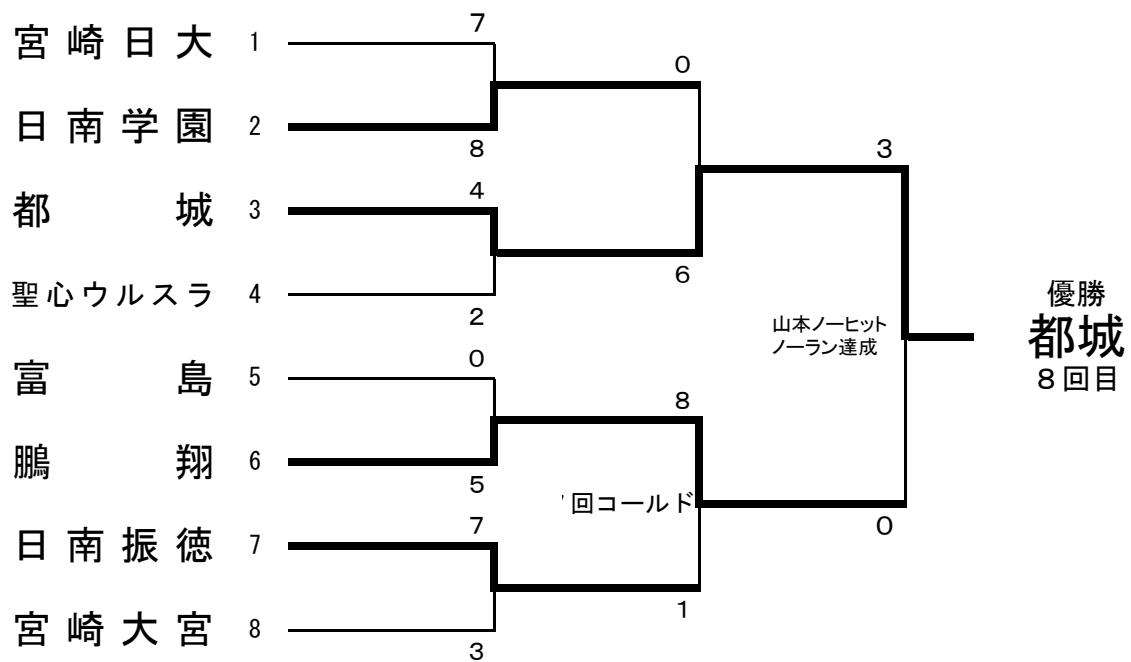 宮崎日大 1
7
0
日南学園 2
8
3
都城 3
4
6
聖心ウルスラ 4
2
優勝
都城
8回目
山本ノーヒット
ノーラン達成
富島 5
0
8
鵬翔 6
5
回コールド
0
日南振徳 7
7
1
宮崎大宮 8
3